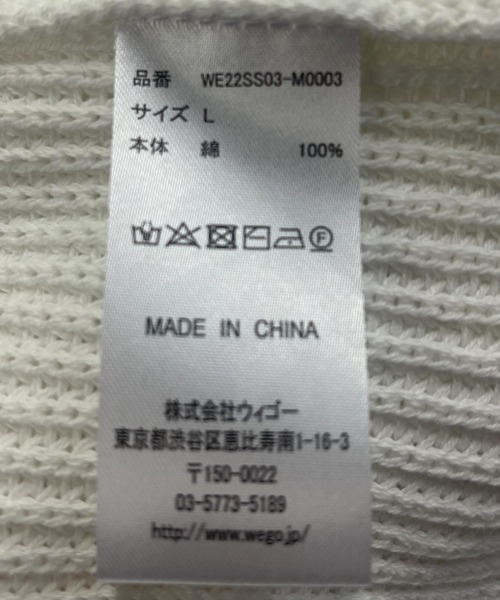 品番 WE22SS03-M0003
サイズ L
本体 綿 100%
F
MADE IN CHINA
株式会社ウィゴー
東京都渋谷区恵比寿南1-16-3
〒150-0022
03-5773-5189
http://www.wego.jp/